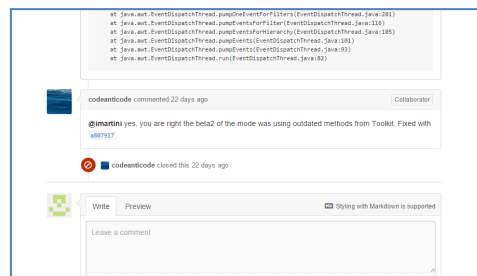 at java.awt.EventDispatchThread.pumpOneEventForFilters(EventDispatchThread.java:201)
at java.awt.EventDispatchThread.pumpEventsForFilter(EventDispatchThread.java:116)
at java.awt.EventDispatchThread.pumpEventsForHierarchy(EventDispatchThread.java:105)
at java.awt.EventDispatchThread.pumpEvents(EventDispatchThread.java:101)
at java.awt.EventDispatchThread.pumpEvents(EventDispatchThread.java:93)
at java.awt.EventDispatchThread.run(EventDispatchThread.java:82)
codeanticode commented 22 days ago Collaborator
@imartini yes, you are right the beta2 of the mode was using outdated methods from Toolkit. Fixed with
a807917
codeanticode closed this 22 days ago
Write Preview Styling with Markdown is supported
Leave a comment